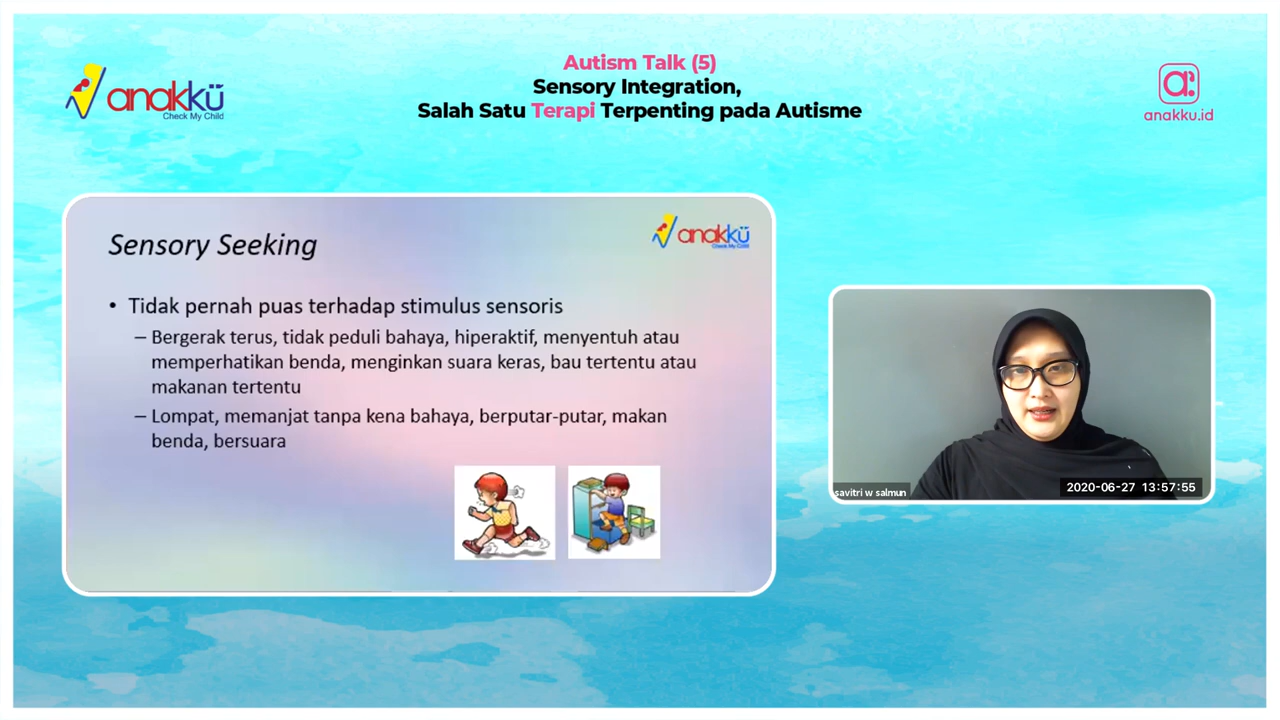 Autism Talk (5)
Sensory Integration,
Salah Satu Terapi Terpenting pada Autisme
anakkü
Check My Child
anakku.id
Sensory Seeking
anakkü
Check My Child
• Tidak pernah puas terhadap stimulus sensoris
– Bergerak terus, tidak peduli bahaya, hiperaktif, menyentuh atau
memperhatikan benda, menginkan suara keras, bau tertentu atau
makanan tertentu
– Lompat, memanjat tanpa kena bahaya, berputar-putar, makan
benda, bersuara
savitri w salmun
2020-06-27 13:57:55